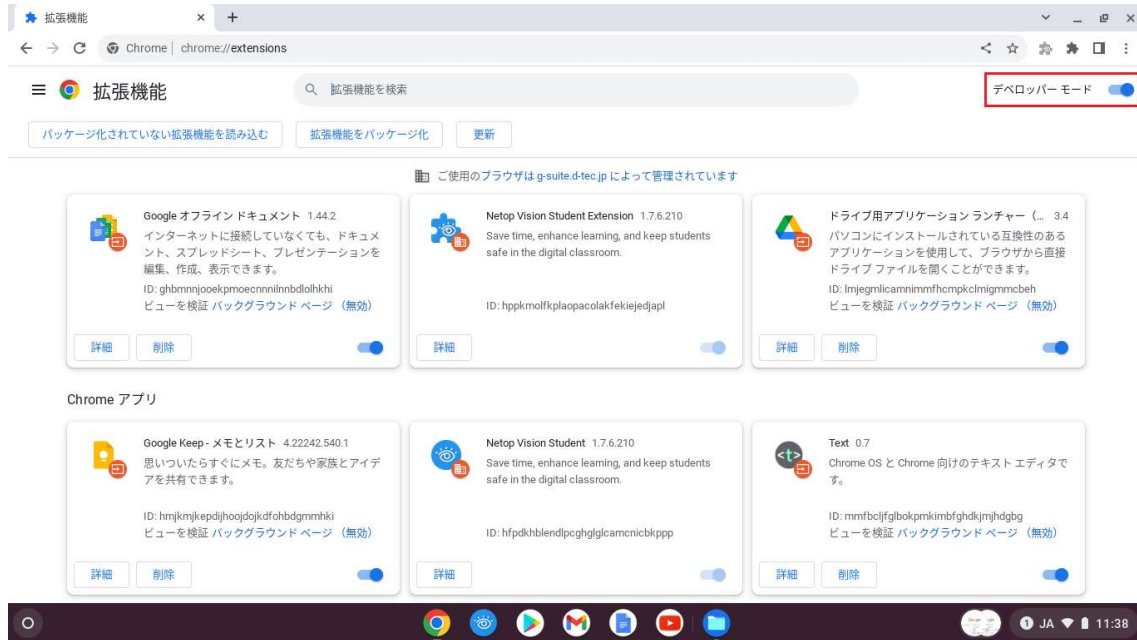 拡張機能
Chrome | chrome://extensions
拡張機能
拡張機能を検索
デベロッパー モード
パッケージ化されていない拡張機能を読み込む
拡張機能をパッケージ化
更新
ご使用のブラウザは g-suite.d-tec.jp によって管理されています
Google オフライン ドキュメント 1.44.2
インターネットに接続していなくても、ドキュメ
ント、スプレッドシート、プレゼンテーションを
編集、作成、表示できます。
ID: ghbmnnjooekpmoecnnnilnnbdlolhkhi
ビューを検証 バックグラウンド ページ (無効)
詳細
削除
Netop Vision Student Extension 1.7.6.210
Save time, enhance learning, and keep students
safe in the digital classroom.
ID: hppkmolfkplaopacolakfekiejedjapl
詳細
ドライブ用アプリケーション ランチャー（... 3.4
パソコンにインストールされている互換性のある
アプリケーションを使用して、ブラウザから直接
ドライブ ファイルを開くことができます。
ID: lmjegmlicamnimmfhcmpkclmigmmcbeh
ビューを検証 バックグラウンド ページ (無効)
詳細
削除
Chrome アプリ
Google Keep - メモとリスト 4.22242.540.1
思いついたらすぐにメモ。友だちや家族とアイデ
アを共有できます。
ID: hmjkmjkepdijhoojdojkdfohbdgmmhki
ビューを検証 バックグラウンド ページ (無効)
詳細
削除
Netop Vision Student 1.7.6.210
Save time, enhance learning, and keep students
safe in the digital classroom.
ID: hfpdkhblendlpcghglglcamcnicbkppp
詳細
<t>
Text 0.7
Chrome OS と Chrome 向けのテキスト エディタで
す。
ID: mmfbcljfglbokpmkimbfghdkjmjhdgbg
ビューを検証 バックグラウンド ページ (無効)
詳細
削除
1 JA 11:38